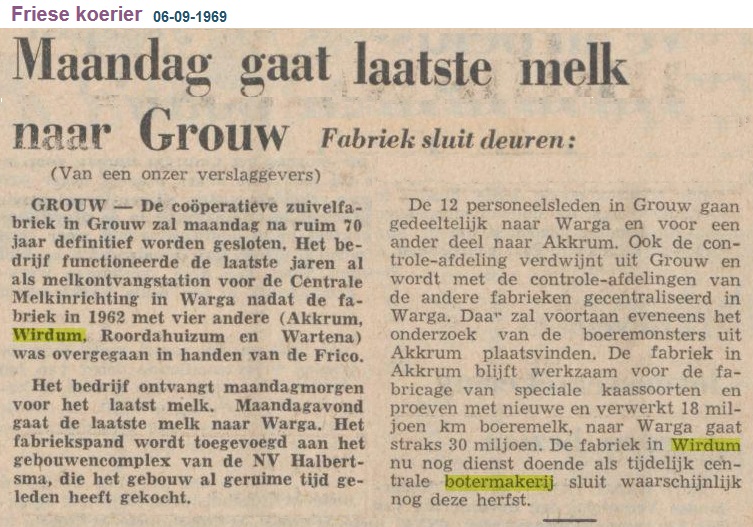 Friese koerier 06-09-1969
Maandag gaat laatste melk
naar Grouw Fabriek sluit deuren:
(Van een onzer verslaggevers)
GROUW — De coöperatieve zuivelfa-
briek in Grouw zal maandag na ruim 70
jaar definitief worden gesloten. Het be-
drijf functioneerde de laatste jaren al
als melkontvangstation voor de Centrale
Melkinrichting in Warga nadat de fa-
briek in 1962 met vier andere (Akkrum,
Wirdum, Roordahuizum en Wartena)
was overgegaan in handen van de Frico.
Het bedrijf ontvangt maandagmorgen
voor het laatst melk. Maandagavond
gaat de laatste melk naar Warga. Het
fabriekspand wordt toegevoegd aan het
gebouwencomplex van de NV Halbert-
sma, die het gebouw al geruime tijd ge-
leden heeft gekocht.
De 12 personeelsleden in Grouw gaan
gedeeltelijk naar Warga en voor een
ander deel naar Akkrum. Ook de con-
trole-afdeling verdwijnt uit Grouw en
wordt met de controle-afdelingen van
de andere fabrieken gecentraliseerd in
Warga. Daar zal voortaan eveneens het
onderzoek van de boeremonsters uit
Akkrum plaatsvinden. De fabriek in
Akkrum blijft werkzaam voor de fa-
bricage van speciale kaassoorten en
proeven met nieuwe en verwerkt 18 mil-
joen km boeremelk, naar Warga gaat
straks 30 miljoen. De fabriek in Wirdum
nu nog dienst doende als tijdelijk cen-
trale botermakerij sluit waarschijnlijk
nog deze herfst.